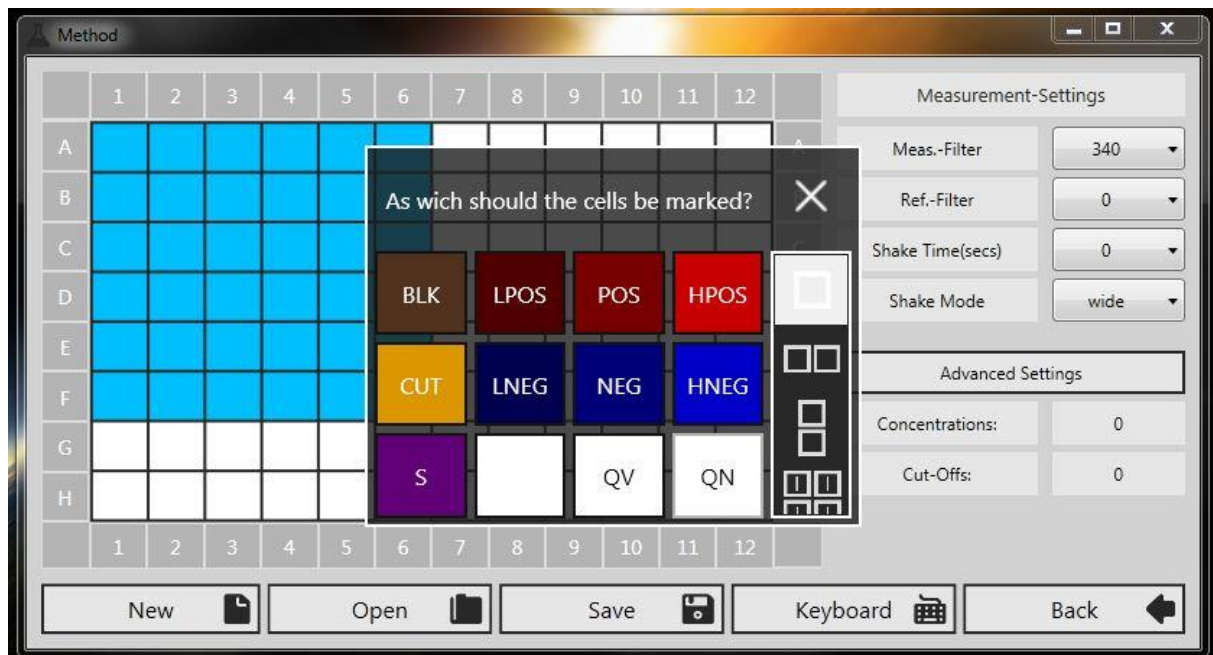 Method
1 2 3 4 5 6 7 8 9 10 11 12
Measurement-Settings
A A
Meas.-Filter 340
B
As wich should the cells be marked?
Ref.-Filter 0
C C
Shake Time(secs) 0
D
BLK LPOS POS HPOS
Shake Mode wide
E
CUT LNEG NEG HNEG
Advanced Settings
F
Concentrations: 0
G
S QV QN
Cut-Offs: 0
H
1 2 3 4 5 6 7 8 9 10 11 12
New Open Save Keyboard Back